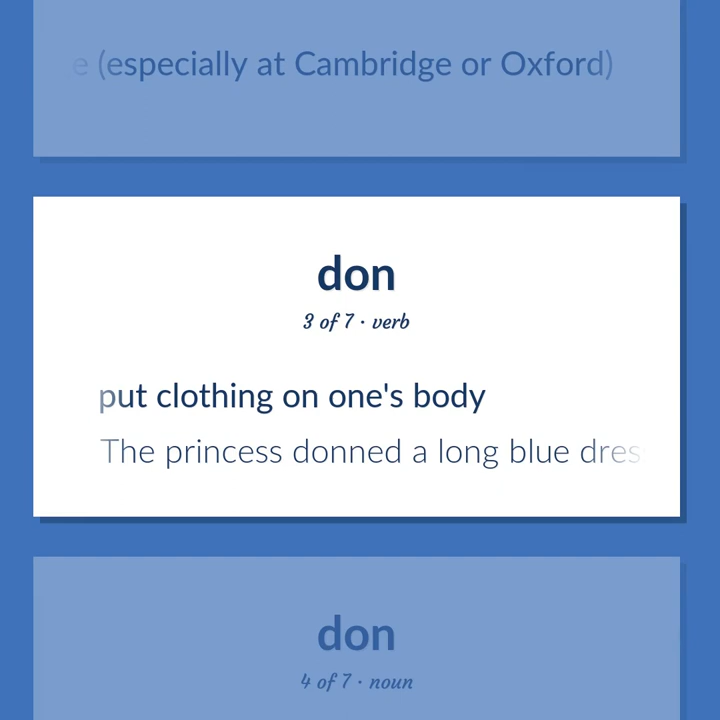 e (especially at Cambridge or Oxford)
don
3 of 7 · verb
put clothing on one's body
The princess donned a long blue dres
don
4 of 7 · noun